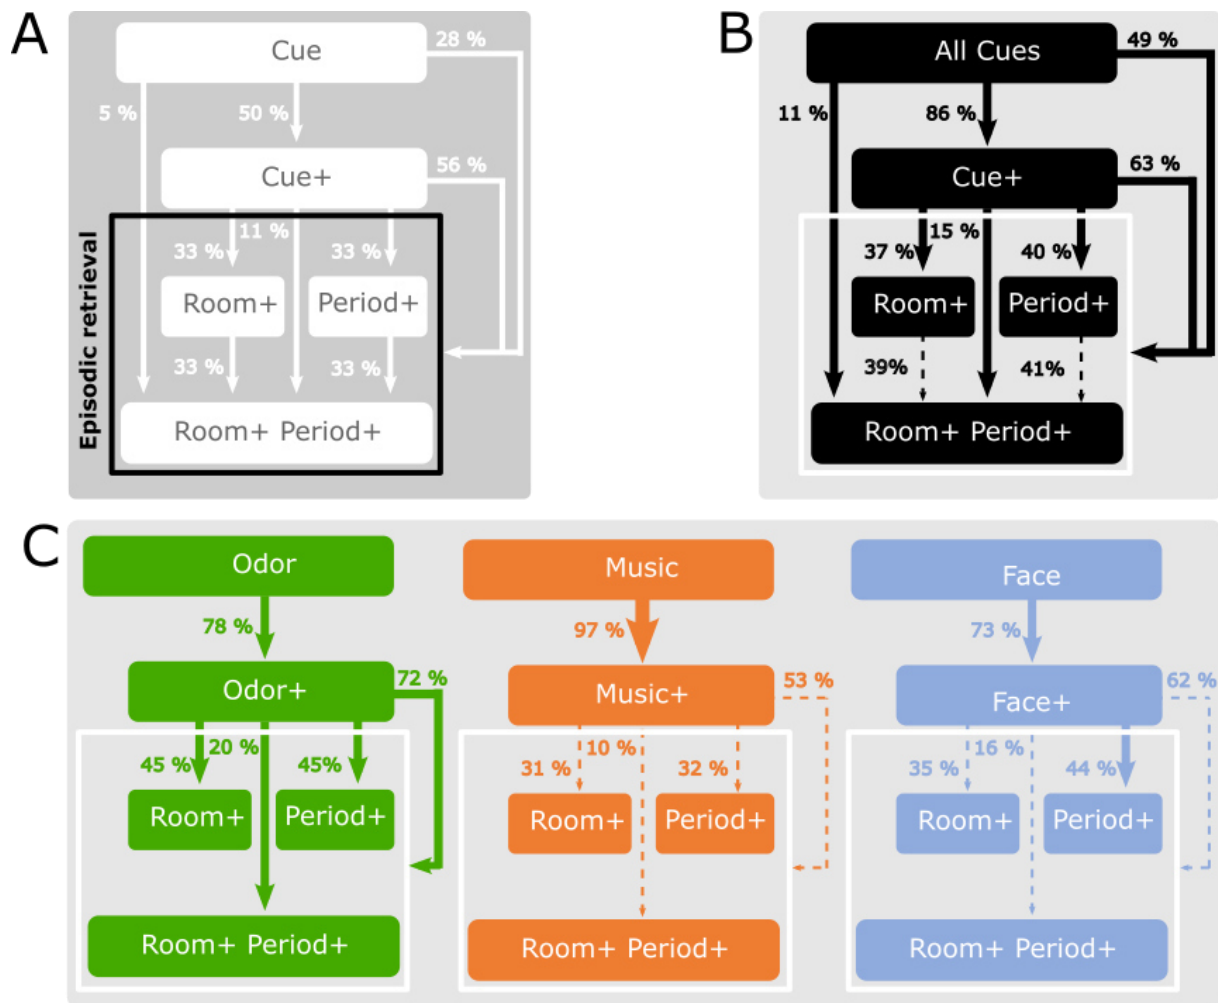 A
Cue
28 %
5 %
50 %
Cue+
56 %
Episodic retrieval
11 %
33 %
33 %
Room+
Period+
33 %
33 %
Room+ Period+
B
All Cues
49 %
11 %
86 %
Cue+
63 %
15 %
37 %
40 %
Room+
Period+
39%
41%
Room+ Period+
C
Odor
78 %
Odor+
72 %
20 %
45 %
45%
Room+
Period+
Room+ Period+
Music
97 %
Music+
53 %
10 %
31 %
32 %
Room+
Period+
Room+ Period+
Face
73 %
Face+
62 %
16 %
35 %
44 %
Room+
Period+
Room+ Period+